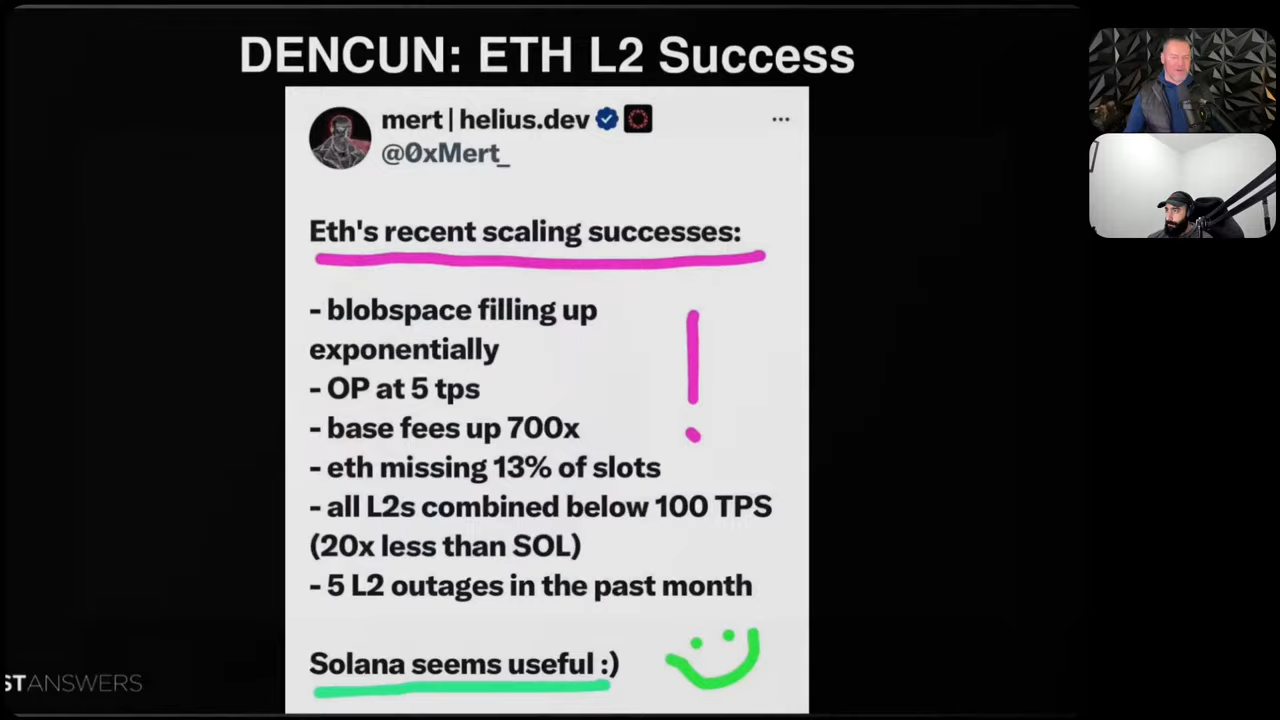 DENCUN: ETH L2 Success
mert | helius.dev
@0xMert_
Eth's recent scaling successes:
- blobspace filling up
exponentially
- OP at 5 tps
- base fees up 700x
- eth missing 13% of slots
- all L2s combined below 100 TPS
(20x less than SOL)
- 5 L2 outages in the past month
Solana seems useful :)
STANSWERS